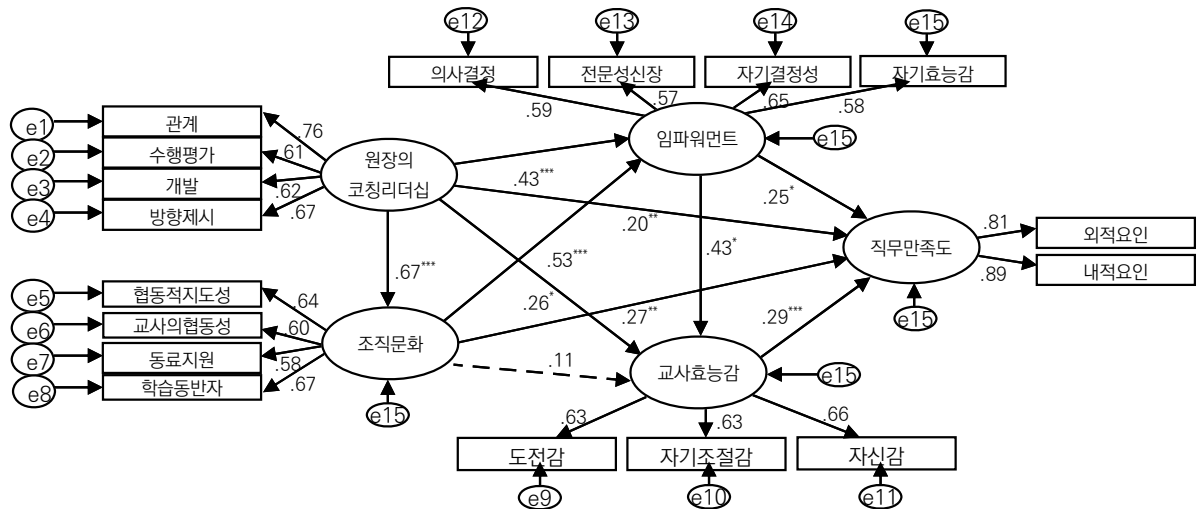 e12
e13
e14
e15
의사결정
전문성신장
자기결정성
자기효능감
.59
.57
.65
.58
e1
e2
e3
e4
관계
수행평가
개발
방향제시
.76
.61
.62
.67
원장의
코칭리더십
임파워먼트
e15
.43***
.20**
.25*
.43*
.53***
.67***
.26*
.27**
.29***
.11
직무만족도
e15
.81
.89
외적요인
내적요인
e5
e6
e7
e8
협동적지도성
교사의협동성
동료지원
학습동반자
.64
.60
.58
.67
조직문화
e15
교사효능감
e15
.63
.63
.66
도전감
자기조절감
자신감
e9
e10
e11